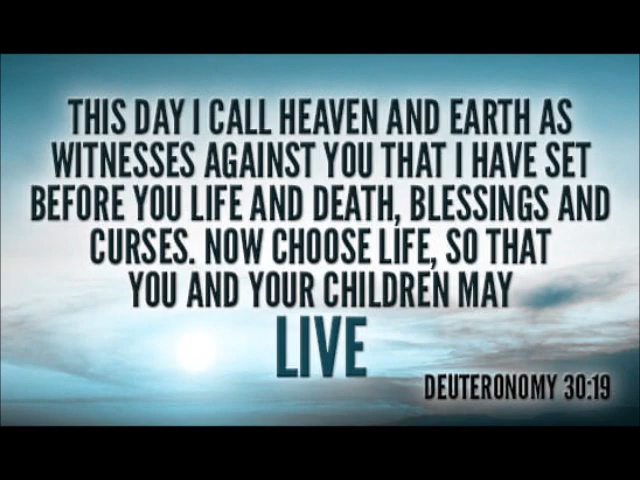 THIS DAY I CALL HEAVEN AND EARTH AS
WITNESSES AGAINST YOU THAT I HAVE SET
BEFORE YOU LIFE AND DEATH, BLESSINGS AND
CURSES. NOW CHOOSE LIFE, SO THAT
YOU AND YOUR CHILDREN MAY
LIVE
DEUTERONOMY 30:19